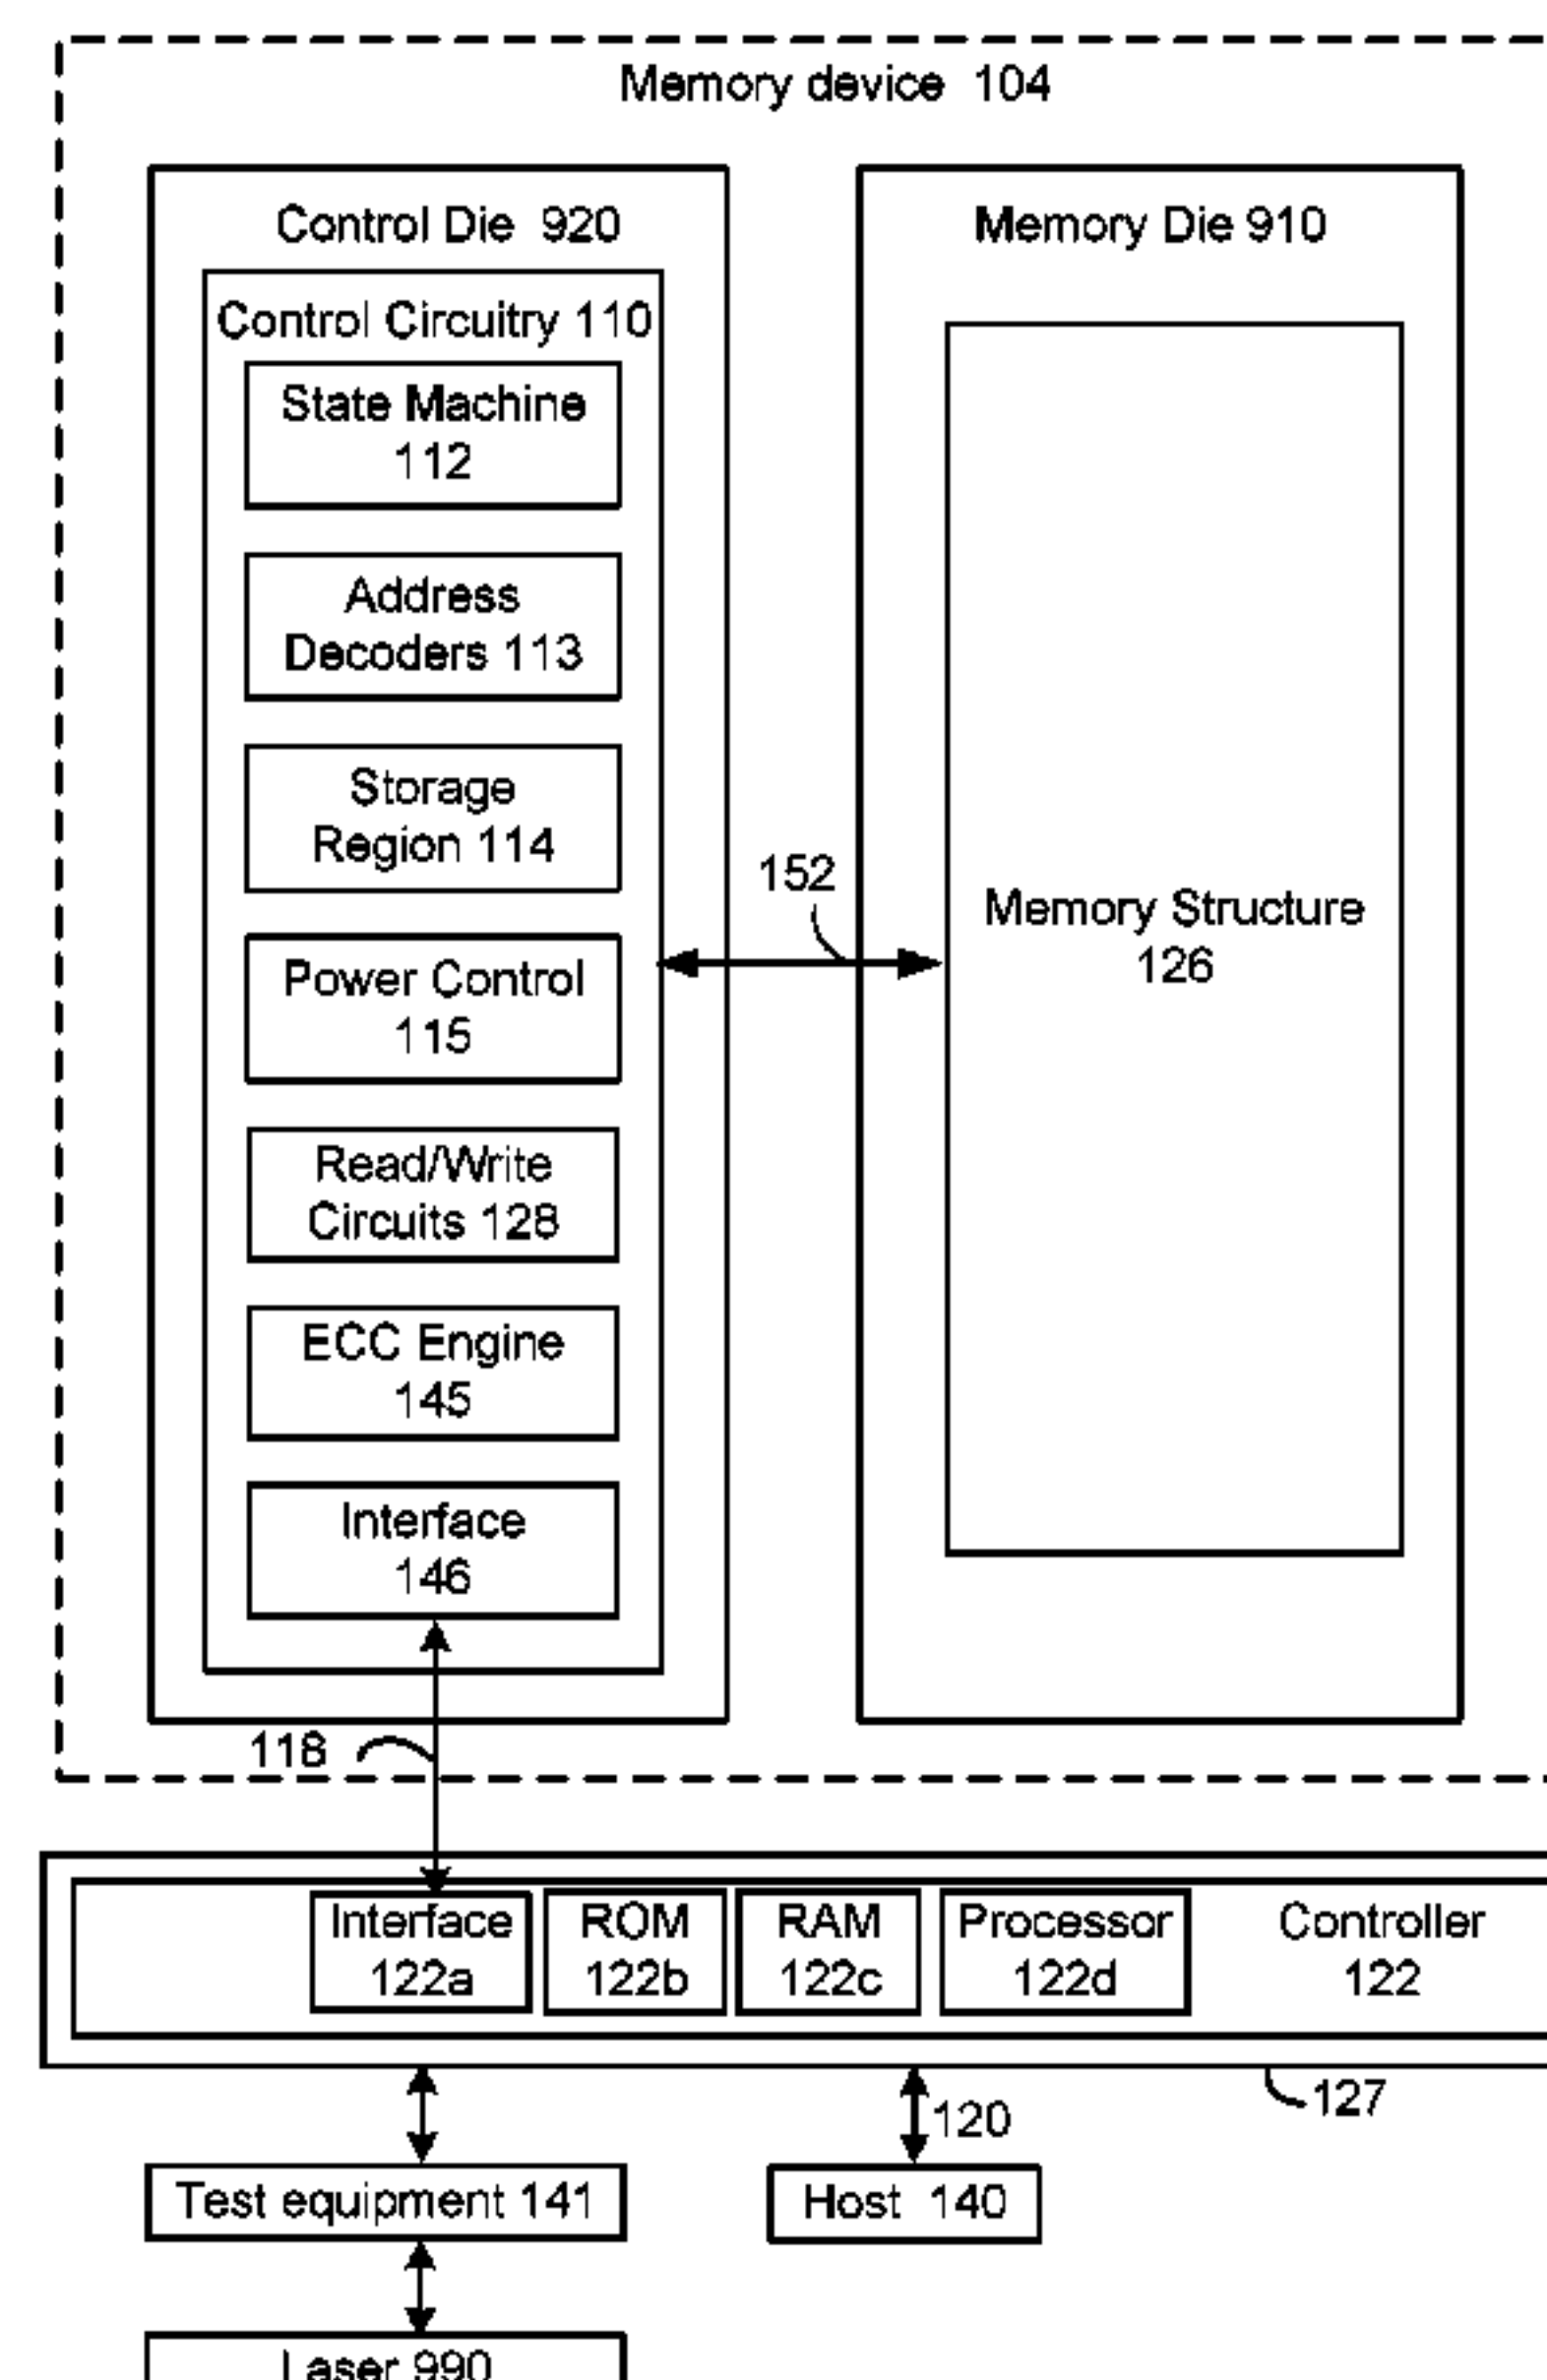 Memory device 104
Control Die 920
Memory Die 910
Control Circuitry 110
State Machine
112
Address
Decoders 113
Storage
Region 114
Power Control
115
Read/Write
Circuits 128
ECC Engine
145
Interface
146
152
Memory Structure
126
118
Interface
122a
ROM
122b
RAM
122c
Processor
122d
Controller
122
127
120
Test equipment 141
Host 140
Laser 990